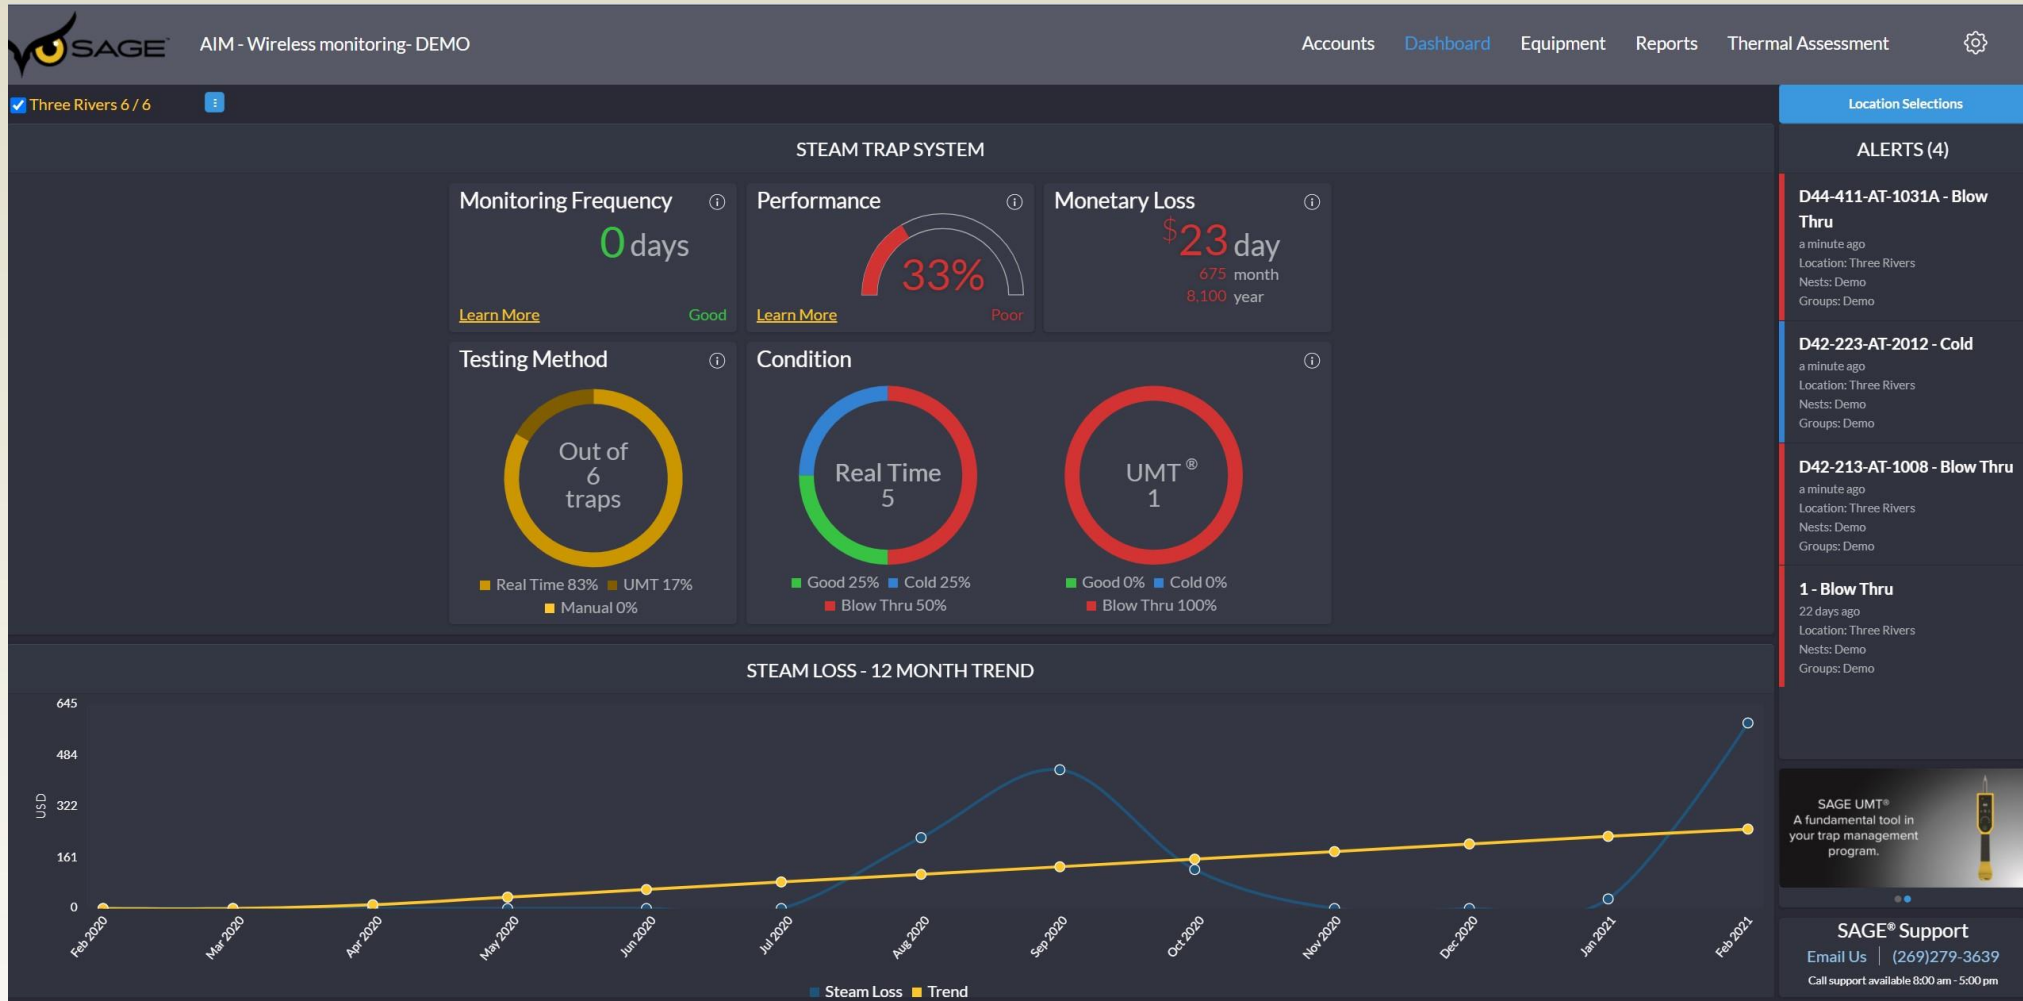 SAGE™
AIM - Wireless monitoring- DEMO
Accounts
Dashboard
Equipment
Reports
Thermal Assessment
Three Rivers 6 / 6
Location Selections
STEAM TRAP SYSTEM
Monitoring Frequency
0 days
Learn More
Good
Performance
33%
Learn More
Poor
Monetary Loss
$23 day
675 month
8,100 year
Testing Method
Out of
6
traps
Real Time 83% UMT 17%
Manual 0%
Condition
Real Time
5
Good 25% Cold 25%
Blow Thru 50%
UMT ®
1
Good 0% Cold 0%
Blow Thru 100%
STEAM LOSS - 12 MONTH TREND
645
484
322
161
0
USD
Feb 2020
Mar 2020
Apr 2020
May 2020
Jun 2020
Jul 2020
Aug 2020
Sep 2020
Oct 2020
Nov 2020
Dec 2020
Jan 2021
Feb 2021
Steam Loss Trend
ALERTS (4)
D44-411-AT-1031A - Blow
Thru
a minute ago
Location: Three Rivers
Nests: Demo
Groups: Demo
D42-223-AT-2012 - Cold
a minute ago
Location: Three Rivers
Nests: Demo
Groups: Demo
D42-213-AT-1008 - Blow Thru
a minute ago
Location: Three Rivers
Nests: Demo
Groups: Demo
1 - Blow Thru
22 days ago
Location: Three Rivers
Nests: Demo
Groups: Demo
SAGE UMT®
A fundamental tool in
your trap management
program.
SAGE® Support
Email Us | (269)279-3639
Call support available 8:00 am - 5:00 pm